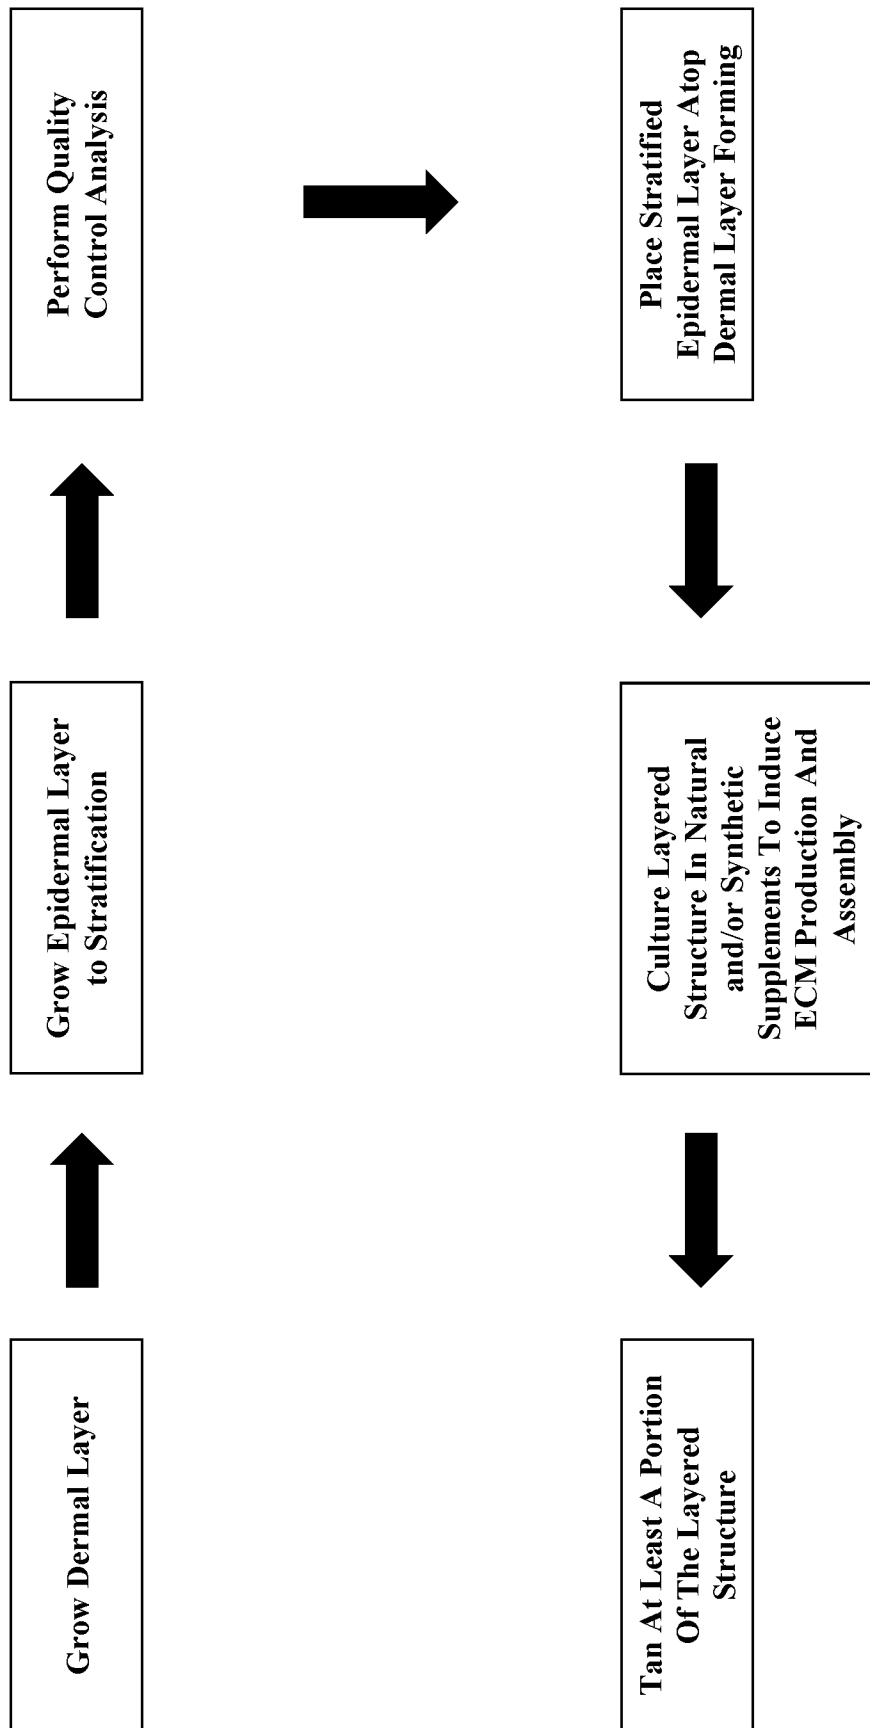 Grow Dermal Layer
Grow Epidermal Layer
to Stratification
Perform Quality
Control Analysis
Place Stratified
Epidermal Layer Atop
Dermal Layer Forming
Culture Layered
Structure In Natural
and/or Synthetic
Supplements To Induce
ECM Production And
Assembly
Tan At Least A Portion
Of The Layered
Structure